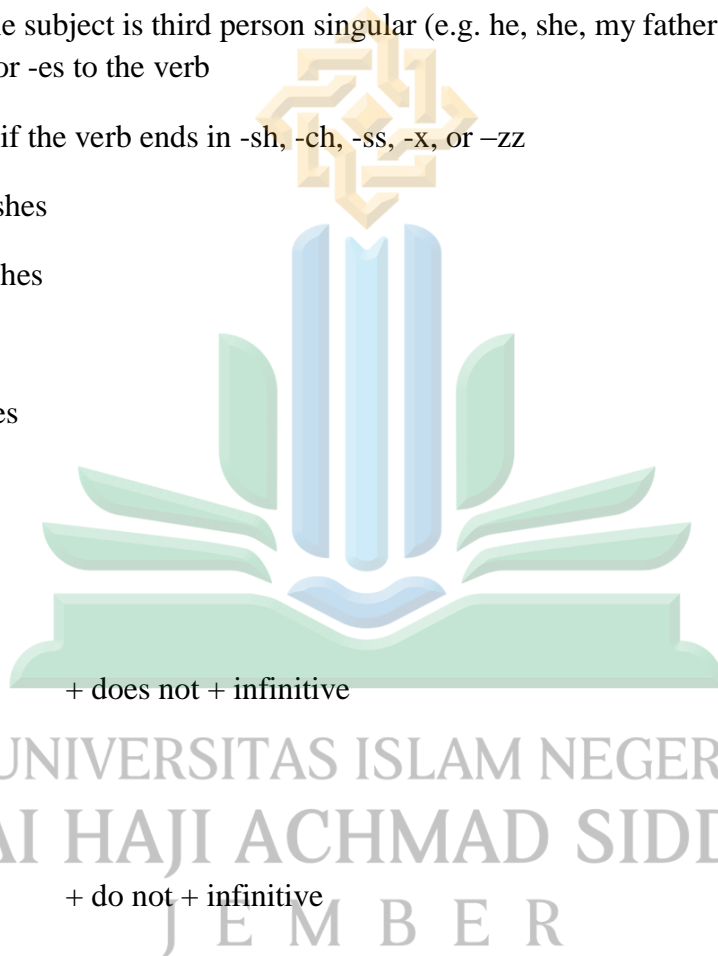 e subject is third person singular (e.g. he, she, my father
or -es to the verb
if the verb ends in -sh, -ch, -ss, -x, or –zz
shes
hes
es
+ does not + infinitive
UNIVERSITAS ISLAM NEGER
AI HAJI ACHMAD SIDD
+ do not + infinitive
J E M B E R